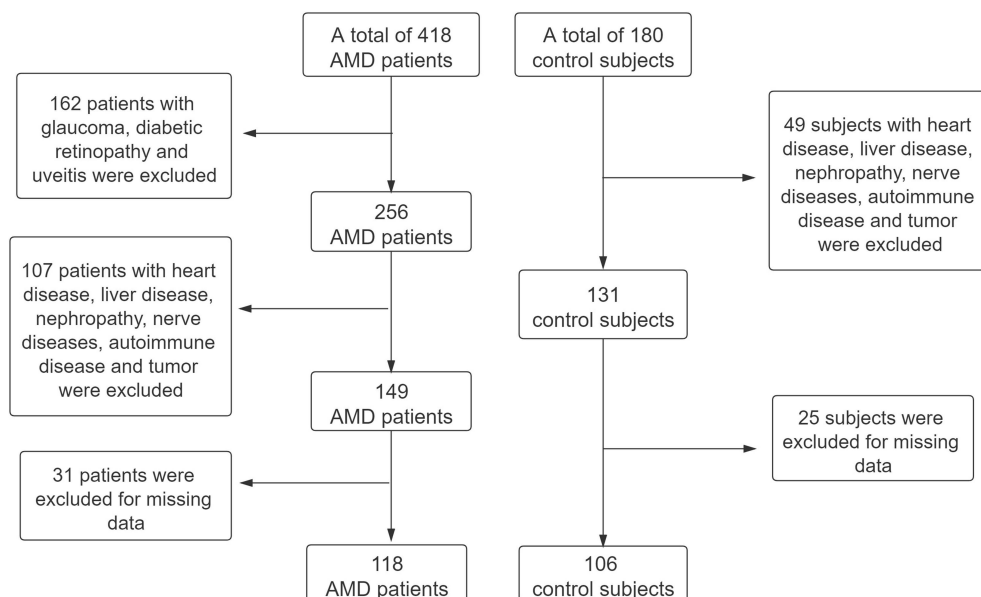 A total of 418
AMD patients
162 patients with
glaucoma, diabetic
retinopathy and
uveitis were excluded
256
AMD patients
107 patients with heart
disease, liver disease,
nephropathy, nerve
diseases, autoimmune
disease and tumor
were excluded
149
AMD patients
31 patients were
excluded for missing
data
118
AMD patients
A total of 180
control subjects
49 subjects with heart
disease, liver disease,
nephropathy, nerve
diseases, autoimmune
disease and tumor
were excluded
131
control subjects
25 subjects were
excluded for missing
data
106
control subjects